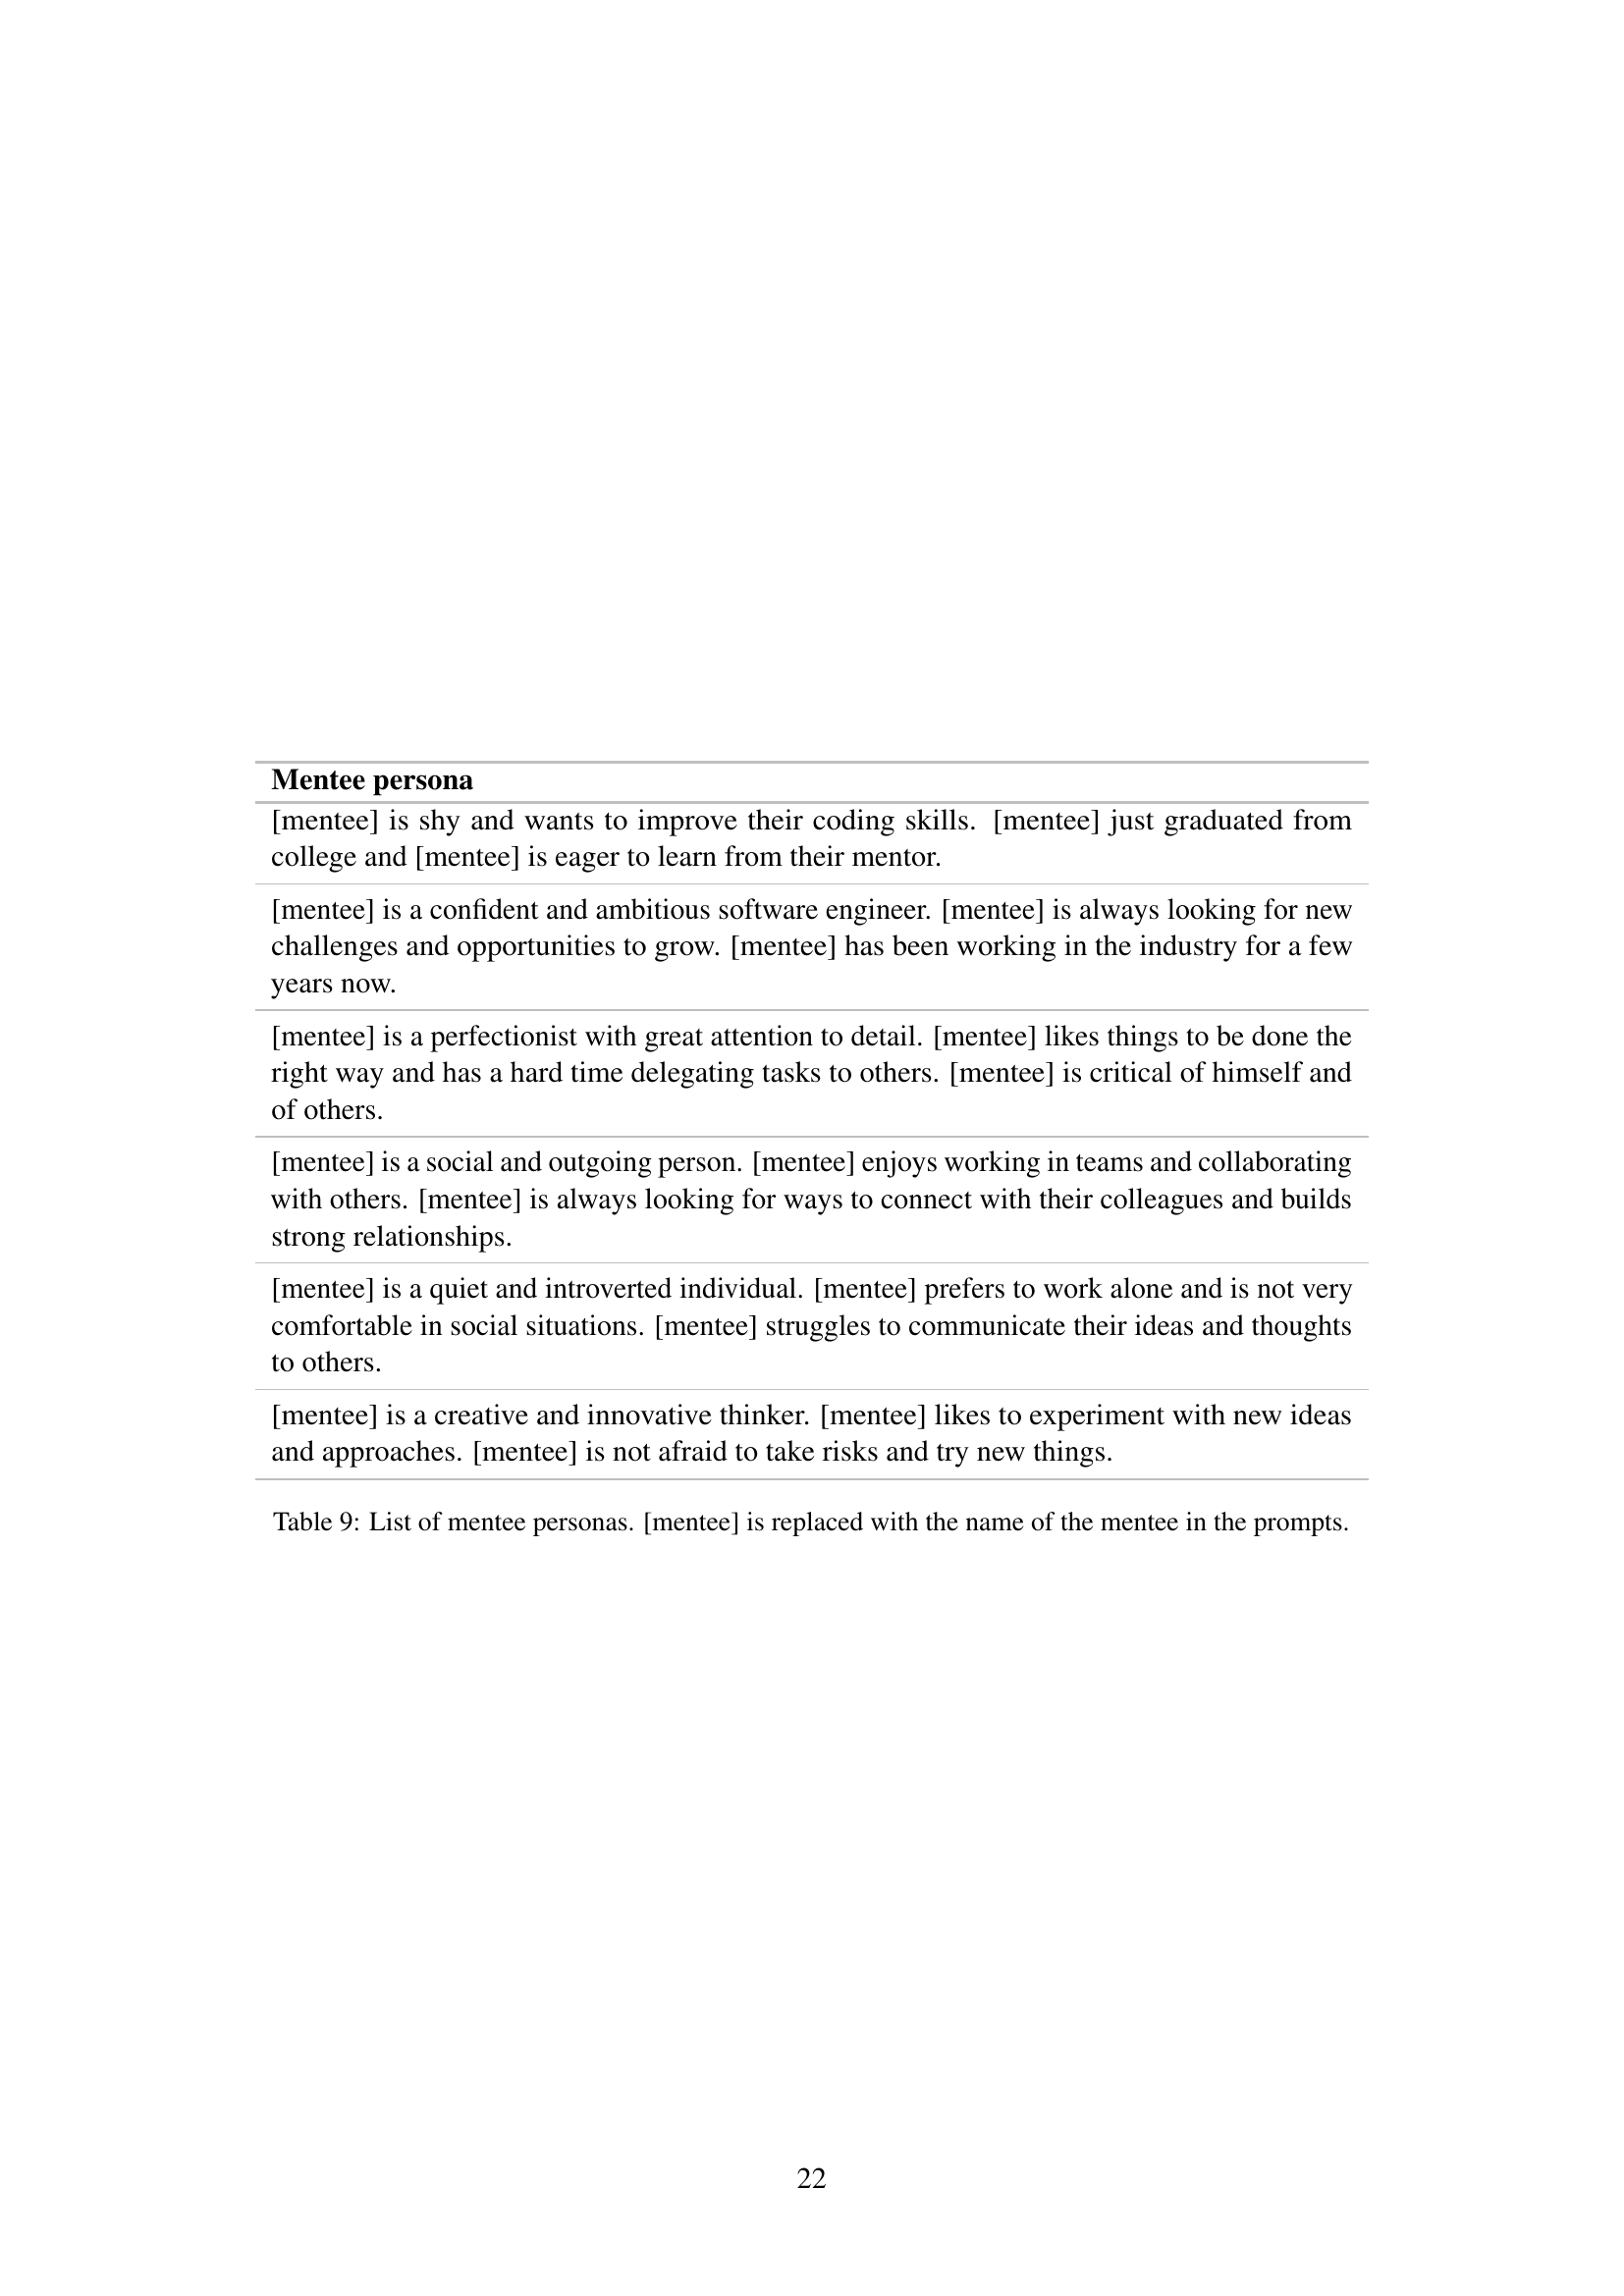 Mentee persona
[mentee] is shy and wants to improve their coding skills. [mentee] just graduated from
college and [mentee] is eager to learn from their mentor.
[mentee] is a confident and ambitious software engineer. [mentee] is always looking for new
challenges and opportunities to grow. [mentee] has been working in the industry for a few
years now.
[mentee] is a perfectionist with great attention to detail. [mentee] likes things to be done the
right way and has a hard time delegating tasks to others. [mentee] is critical of himself and
of others.
[mentee] is a social and outgoing person. [mentee] enjoys working in teams and collaborating
with others. [mentee] is always looking for ways to connect with their colleagues and builds
strong relationships.
[mentee] is a quiet and introverted individual. [mentee] prefers to work alone and is not very
comfortable in social situations. [mentee] struggles to communicate their ideas and thoughts
to others.
[mentee] is a creative and innovative thinker. [mentee] likes to experiment with new ideas
and approaches. [mentee] is not afraid to take risks and try new things.
Table 9: List of mentee personas. [mentee] is replaced with the name of the mentee in the prompts.
22